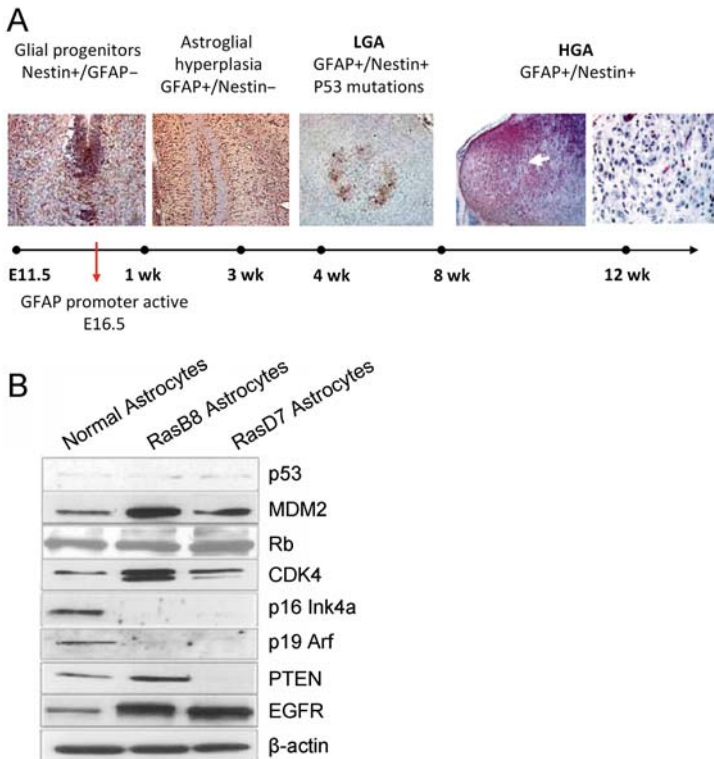 A
Glial progenitors
Nestin+/GFAP−
Astroglial
hyperplasia
GFAP+/Nestin−
LGA
GFAP+/Nestin+
P53 mutations
HGA
GFAP+/Nestin+
E11.5
1 wk
3 wk
4 wk
8 wk
12 wk
GFAP promoter active
E16.5
B
Normal Astrocytes
RasB8 Astrocytes
RasD7 Astrocytes
p53
MDM2
Rb
CDK4
p16 Ink4a
p19 Arf
PTEN
EGFR
β-actin